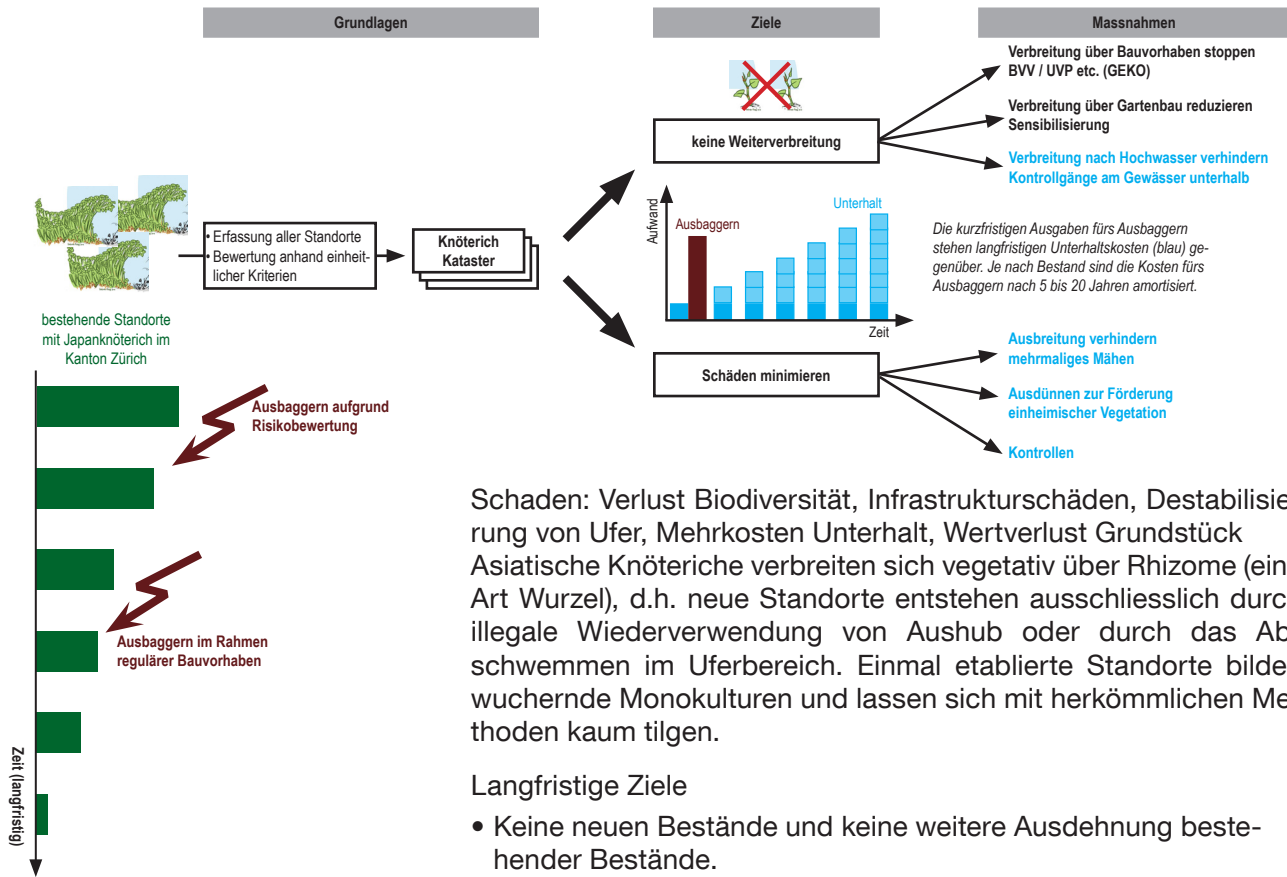 Grundlagen
Ziele
Massnahmen
Verbreitung über Bauvorhaben stoppen
BVV / UVP etc. (GEKO)
Verbreitung über Gartenbau reduzieren
Sensibilisierung
Verbreitung nach Hochwasser verhindern
Kontrollgänge am Gewässer unterhalb
keine Weiterverbreitung
• Erfassung aller Standorte
• Bewertung anhand einheit-
licher Kriterien
Knöterich
Kataster
Aufwand
Ausbaggern
Unterhalt
Zeit
Die kurzfristigen Ausgaben fürs Ausbaggern
stehen langfristigen Unterhaltskosten (blau) ge-
genüber. Je nach Bestand sind die Kosten fürs
Ausbaggern nach 5 bis 20 Jahren amortisiert.
bestehende Standorte
mit Japanknöterich im
Kanton Zürich
Schäden minimieren
Ausbreitung verhindern
mehrmaliges Mähen
Ausdünnen zur Förderung
einheimischer Vegetation
Kontrollen
Ausbaggern aufgrund
Risikobewertung
Ausbaggern im Rahmen
regulärer Bauvorhaben
Zeit (langfristig)
Schaden: Verlust Biodiversität, Infrastrukturschäden, Destabilisie
rung von Ufer, Mehrkosten Unterhalt, Wertverlust Grundstück
Asiatische Knöteriche verbreiten sich vegetativ über Rhizome (ein
Art Wurzel), d.h. neue Standorte entstehen ausschliesslich durc
illegale Wiederverwendung von Aushub oder durch das Ab
schwemmen im Uferbereich. Einmal etablierte Standorte bilde
wuchernde Monokulturen und lassen sich mit herkömmlichen Me
thoden kaum tilgen.
Langfristige Ziele
• Keine neuen Bestände und keine weitere Ausdehnung beste-
hender Bestände.